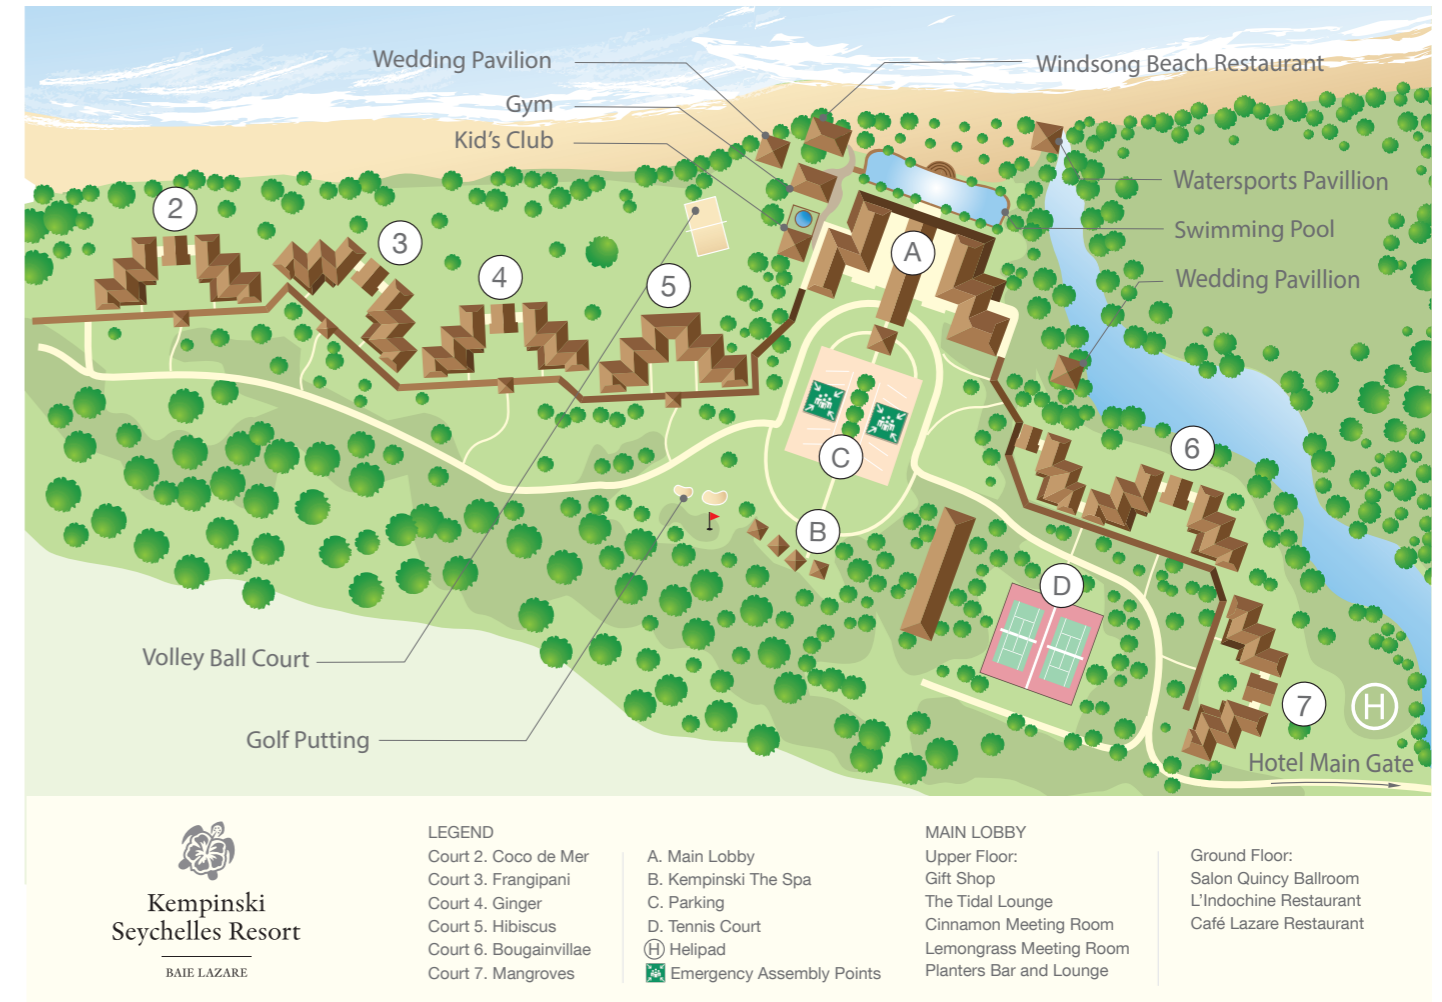 Wedding Pavilion
Windsong Beach Restaurant
Gym
Kid's Club
Watersports Pavillion
2
3
Swimming Pool
A
4
5
Wedding Pavillion
6
C
B
D
Volley Ball Court
7
H
Golf Putting
Hotel Main Gate
Kempinski
Seychelles Resort
BAIE LAZARE
LEGEND
Court 2. Coco de Mer
Court 3. Frangipani
Court 4. Ginger
Court 5. Hibiscus
Court 6. Bougainvillae
Court 7. Mangroves
A. Main Lobby
B. Kempinski The Spa
C. Parking
D. Tennis Court
H Helipad
Emergency Assembly Points
MAIN LOBBY
Upper Floor:
Gift Shop
The Tidal Lounge
Cinnamon Meeting Room
Lemongrass Meeting Room
Planters Bar and Lounge
Ground Floor:
Salon Quincy Ballroom
L'Indochine Restaurant
Café Lazare Restaurant